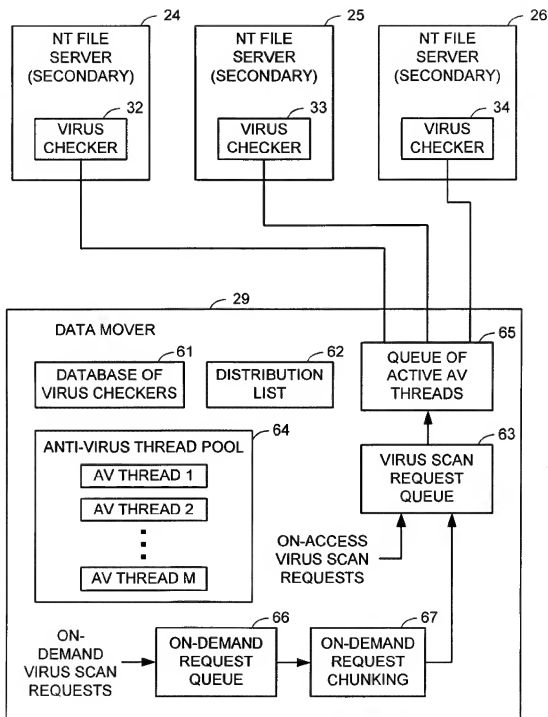 24
25
26
NT FILE
SERVER
(SECONDARY)
NT FILE
SERVER
(SECONDARY)
NT FILE
SERVER
(SECONDARY)
32
33
34
VIRUS
CHECKER
VIRUS
CHECKER
VIRUS
CHECKER
29
DATA MOVER
61
DATABASE OF
VIRUS CHECKERS
62
DISTRIBUTION
LIST
65
QUEUE OF
ACTIVE AV
THREADS
64
ANTI-VIRUS THREAD POOL
AV THREAD 1
AV THREAD 2
AV THREAD M
63
VIRUS SCAN
REQUEST
QUEUE
ON-ACCESS
VIRUS SCAN
REQUESTS
ON-
DEMAND
VIRUS SCAN
REQUESTS
66
ON-DEMAND
REQUEST
QUEUE
67
ON-DEMAND
REQUEST
CHUNKING